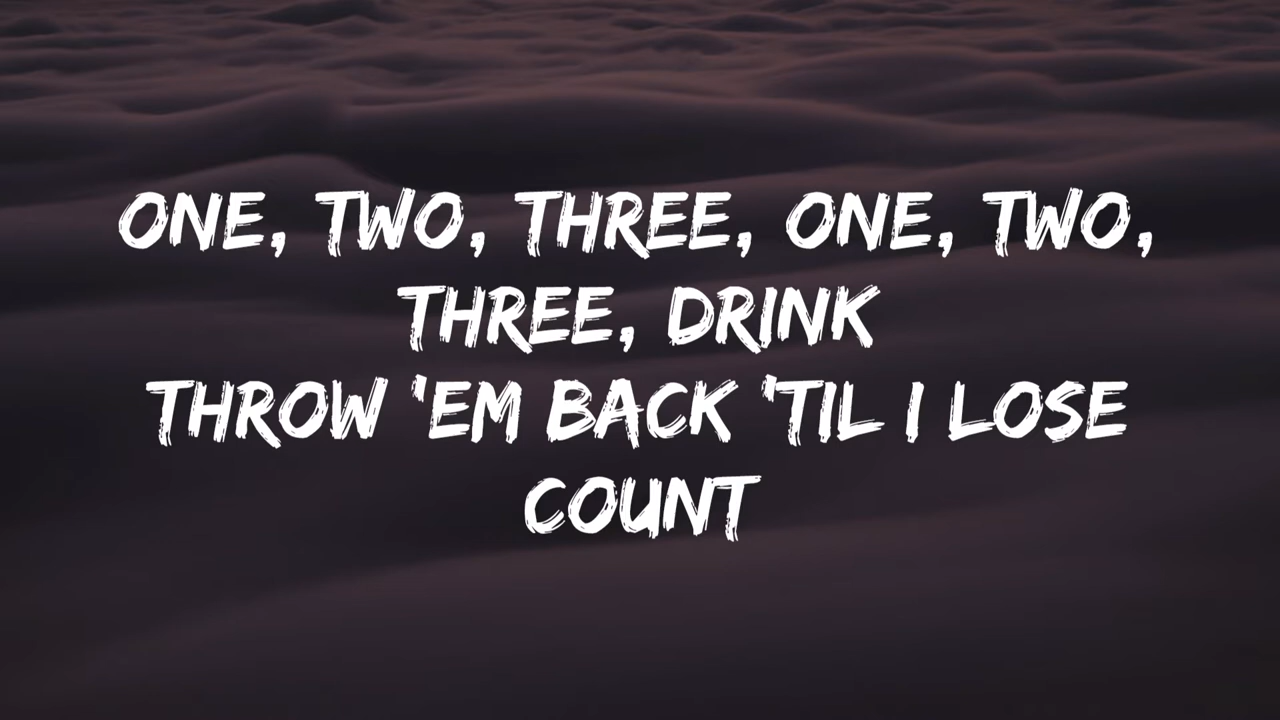 ONE, TWO, THREE, ONE, TWO,
THREE, DRINK
THROW 'EM BACK 'TIL I LOSE
COUNT